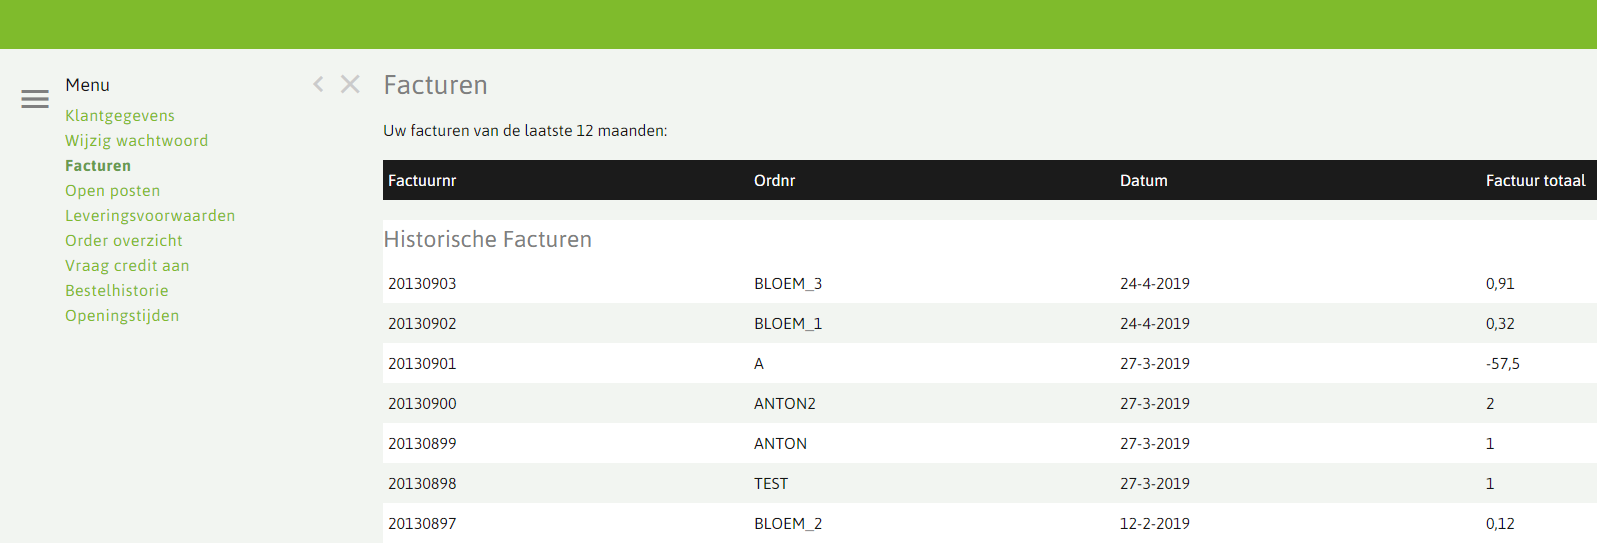 Menu
Klantgegevens
Wijzig wachtwoord
Facturen
Open posten
Leveringsvoorwaarden
Order overzicht
Vraag credit aan
Bestelhistorie
Openingstijden
Facturen
Uw facturen van de laatste 12 maanden:
Factuurnr Ordnr Datum Factuur totaal
Historische Facturen
20130903 BLOEM_3 24-4-2019 0,91
20130902 BLOEM_1 24-4-2019 0,32
20130901 A 27-3-2019 -57,5
20130900 ANTON2 27-3-2019 2
20130899 ANTON 27-3-2019 1
20130898 TEST 27-3-2019 1
20130897 BLOEM_2 12-2-2019 0,12